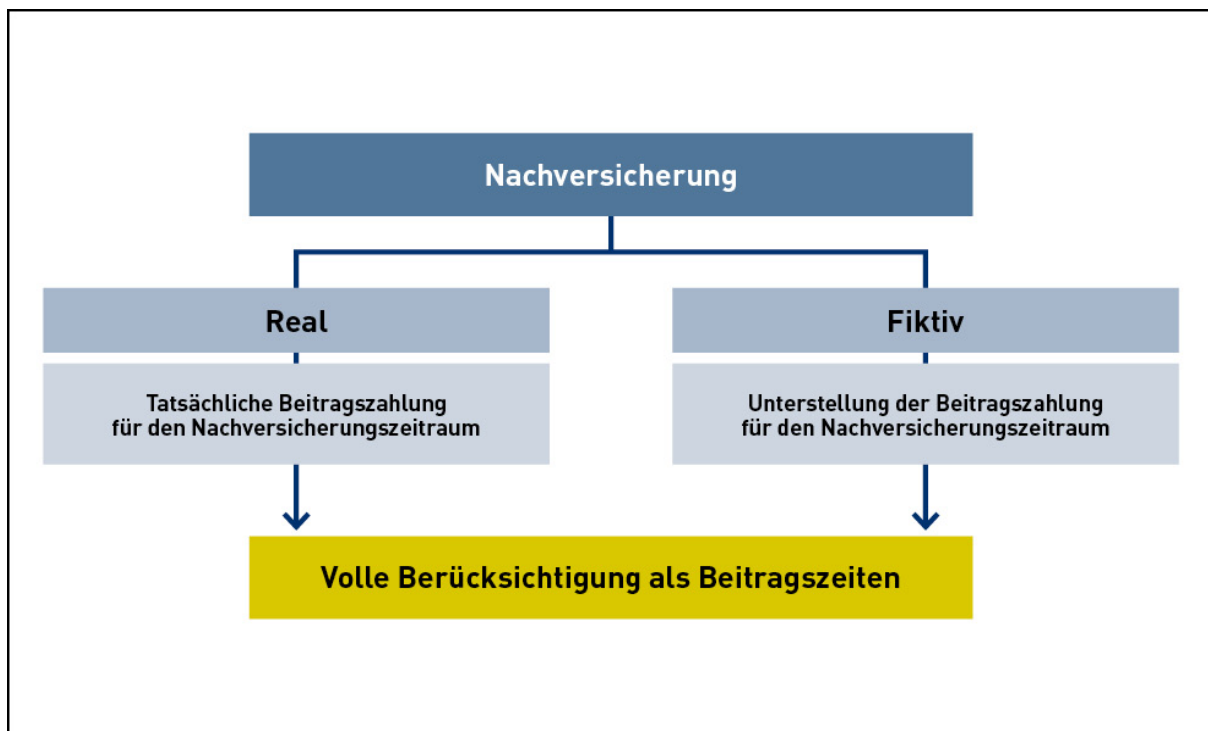 Nachversicherung
Real
Fiktiv
Tatsächliche Beitragszahlung
für den Nachversicherungszeitraum
Unterstellung der Beitragszahlung
für den Nachversicherungszeitraum
Volle Berücksichtigung als Beitragszeiten